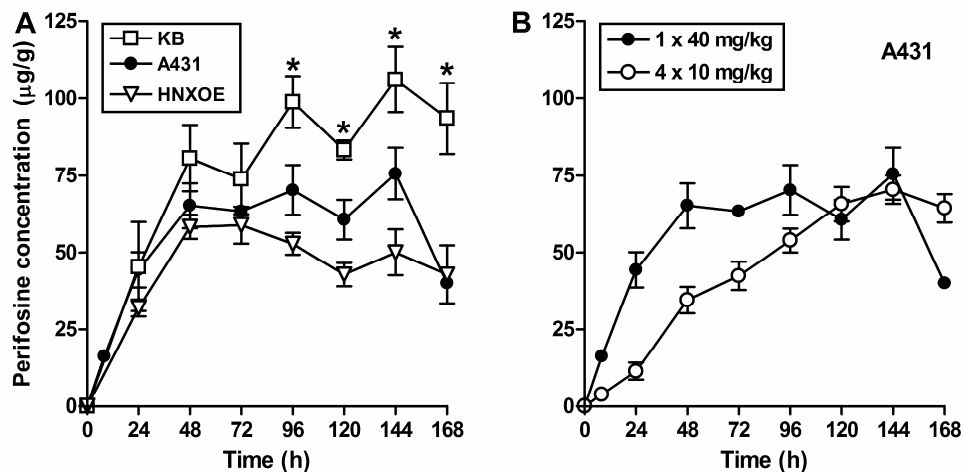 A
125
100
75
50
25
0
Perifosine concentration (µg/g)
KB
A431
HNXOE
*
*
*
*
0 24 48 72 96 120 144 168
Time (h)
B
125
100
75
50
25
0
1 x 40 mg/kg
4 x 10 mg/kg
A431
0 24 48 72 96 120 144 168
Time (h)